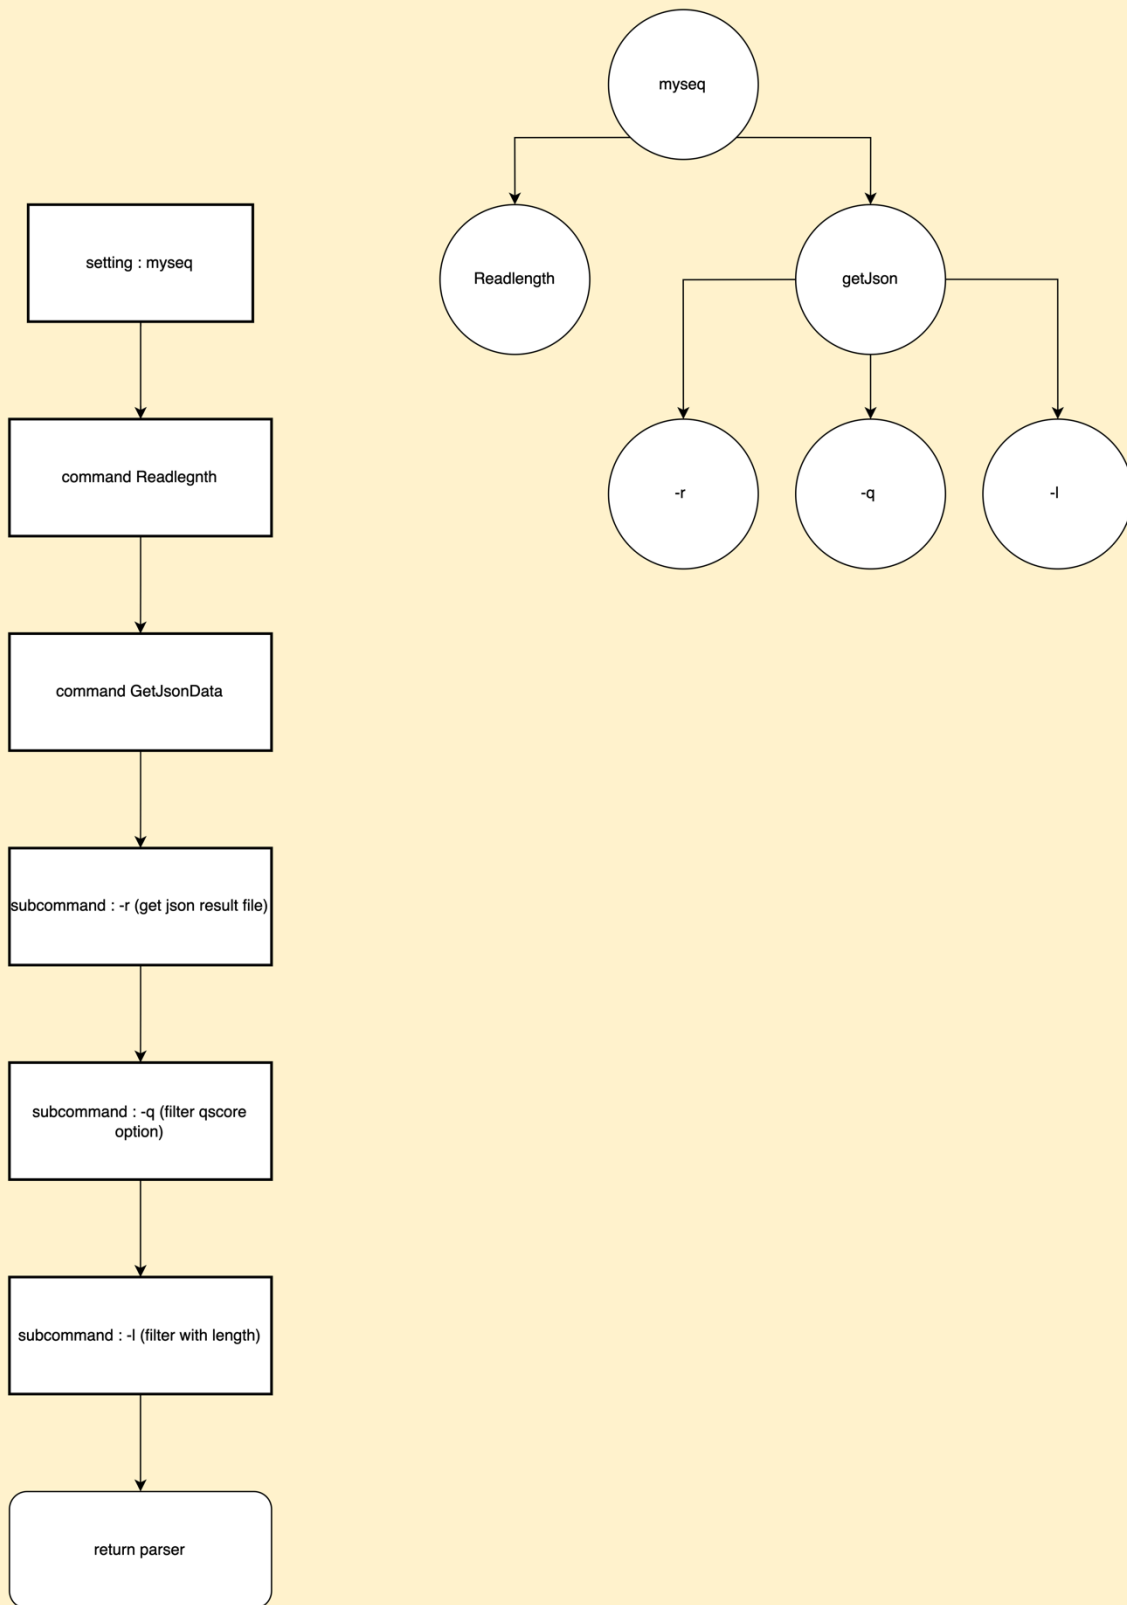 myseq
setting : myseq
Readlength
getJson
command Readlegnth
-r
-q
-l
command GetJsonData
subcommand : -r (get json result file)
subcommand : -q (filter qscore
option)
subcommand : -l (filter with length)
return parser